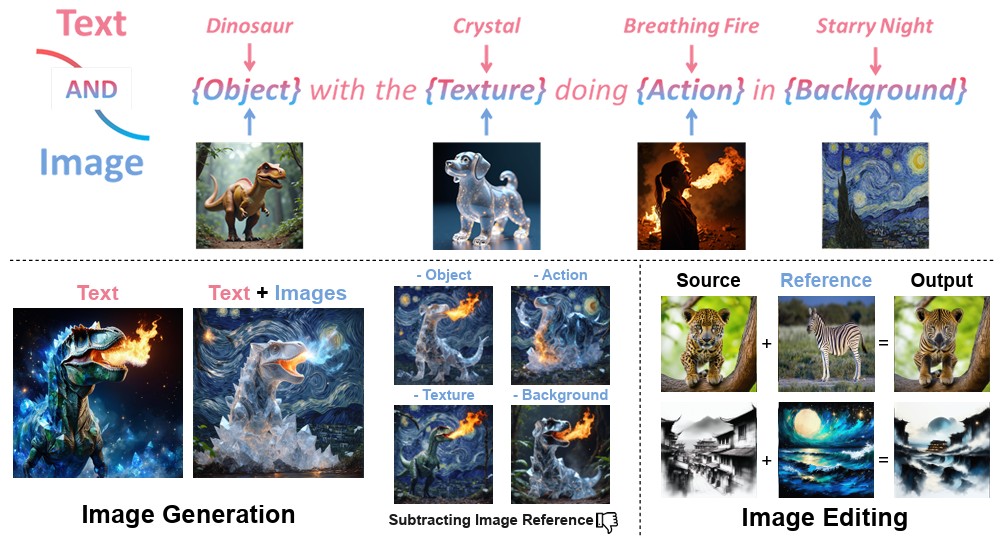 Text
AND
Image
Dinosaur Crystal Breathing Fire Starry Night
{Object} with the {Texture} doing {Action} in {Background}
Text
Text + Images
- Object
- Action
- Texture
- Background
Image Generation
Subtracting Image Reference
Source Reference Output
+ =
+ =
Image Editing